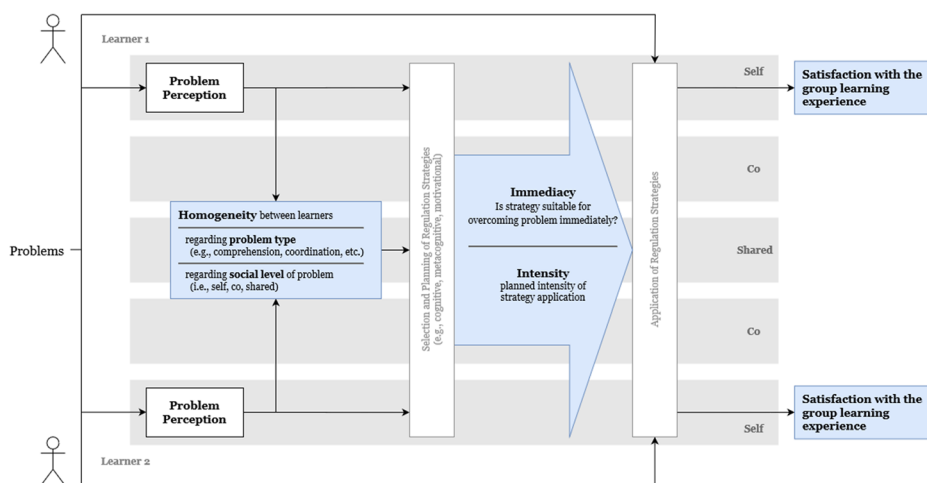 Learner 1
Problem
Perception
Self
Satisfaction with the
group learning
experience
Selection and Planning of Regulation Strategies
(e.g., cognitive, metacognitive, motivational)
Application of Regulation Strategies
Co
Immediacy
Is strategy suitable for
overcoming problem immediately?
Homogeneity between learners
regarding problem type
(e.g., comprehension, coordination, etc.)
regarding social level of problem
(i.e., self, co, shared)
Problems
Shared
Intensity
planned intensity of
strategy application
Co
Problem
Perception
Self
Satisfaction with the
group learning
experience
Learner 2